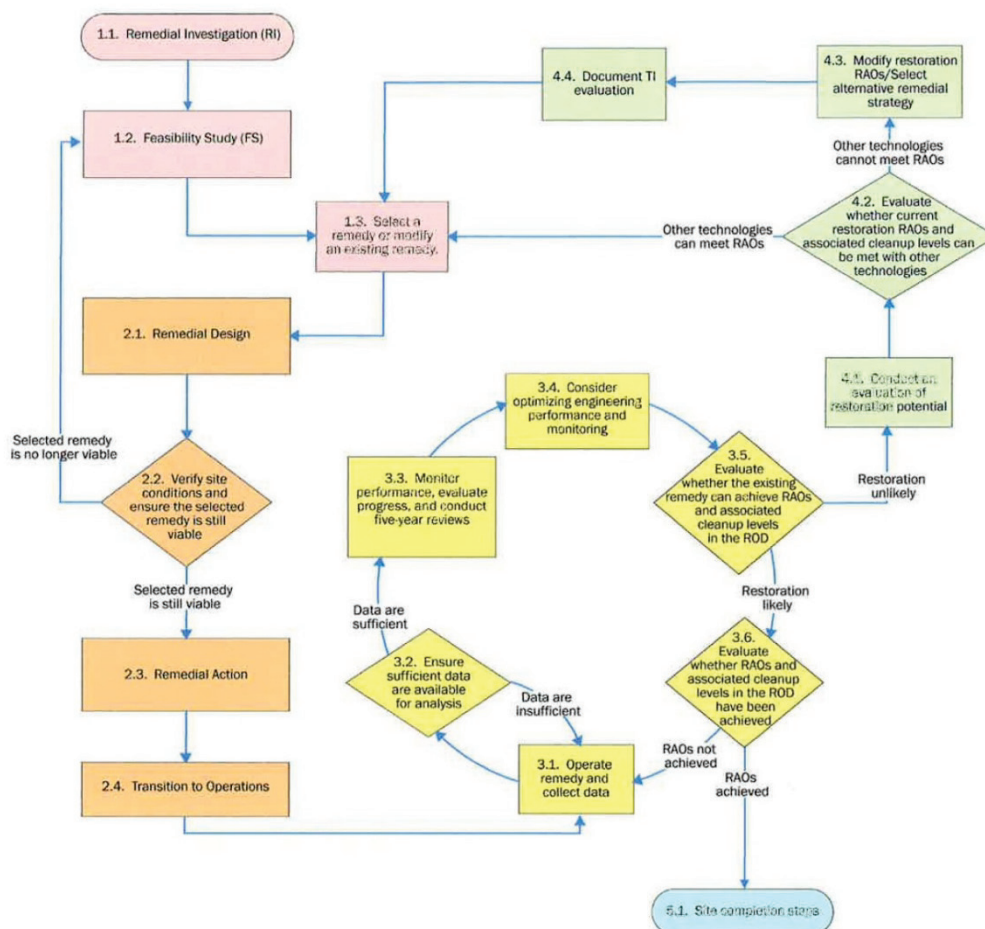 1.1. Remedial Investigation (RI)
1.2. Feasibility Study (FS)
1.3. Select a
remedy or modify
an existing remedy.
4.4. Document TI
evaluation
4.3. Modify restoration
RAOs/Select
alternative remedial
strategy
Other technologies
cannot meet RAOs
4.2. Evaluate
whether current
restoration RAOs and
associated cleanup levels can
be met with other
technologies
Other technologies
can meet RAOs
2.1. Remedial Design
4.1. Conduct an
evaluation of
restoration potential
3.4. Consider
optimizing engineering
performance and
monitoring
Selected remedy
is no longer viable
2.2. Verify site
conditions and
ensure the selected
remedy is still
viable
3.3. Monitor
performance, evaluate
progress, and conduct
five-year reviews
3.5.
Evaluate
whether the existing
remedy can achieve RAOs
and associated
cleanup levels
in the ROD
Restoration
unlikely
Selected remedy
is still viable
Data are
sufficient
Restoration
likely
2.3. Remedial Action
3.2. Ensure
sufficient data
are available
for analysis
Data are
insufficient
3.6.
Evaluate
whether RAOs and
associated cleanup
levels in the ROD
have been
achieved
2.4. Transition to Operations
3.1. Operate
remedy and
collect data
RAOs not
achieved
RAOs
achieved
5.1. Site completion steps